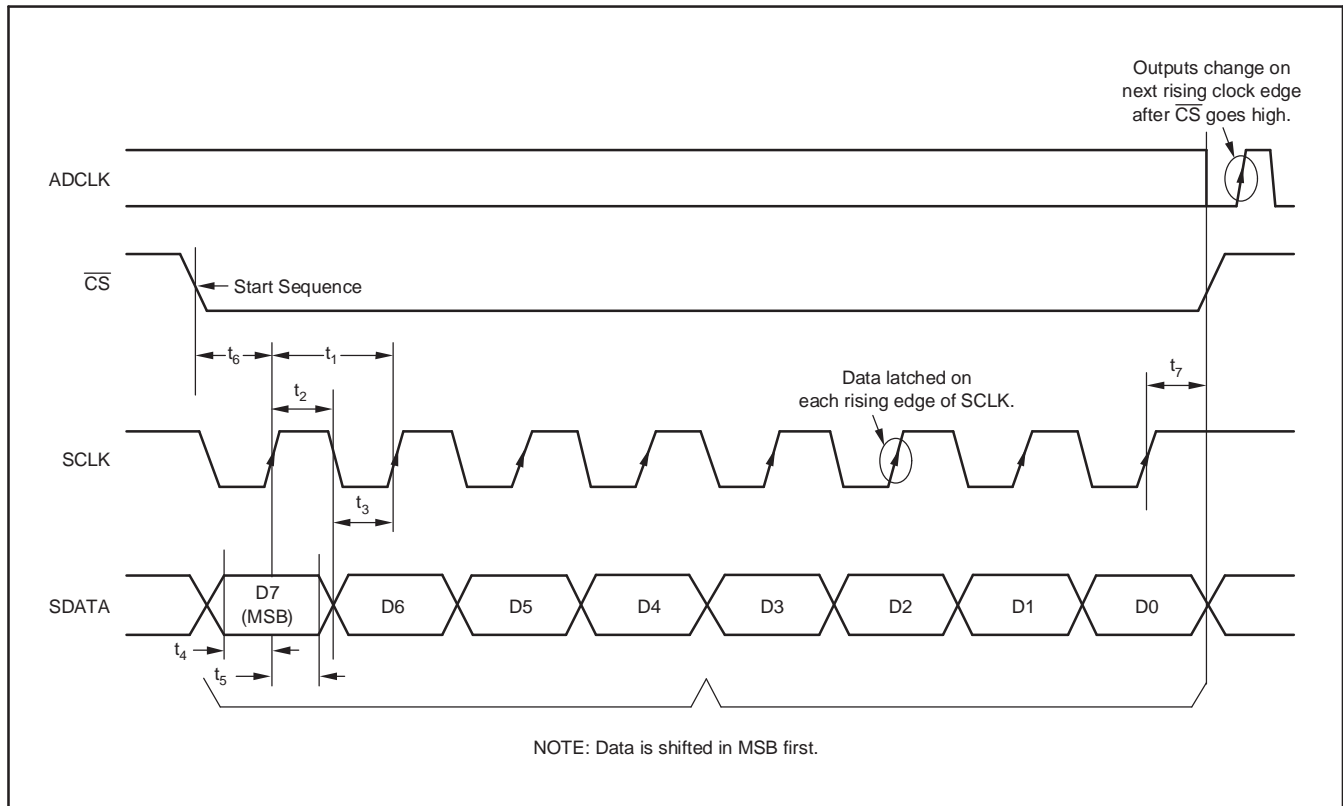 Outputs change on
next rising clock edge
after C̅S̅ goes high.
ADCLK
C̅S̅
Start Sequence
t₆
t₁
t₂
Data latched on
each rising edge of SCLK.
t₇
SCLK
t₃
SDATA
D7
(MSB)
D6
D5
D4
D3
D2
D1
D0
t₄
t₅
NOTE: Data is shifted in MSB first.